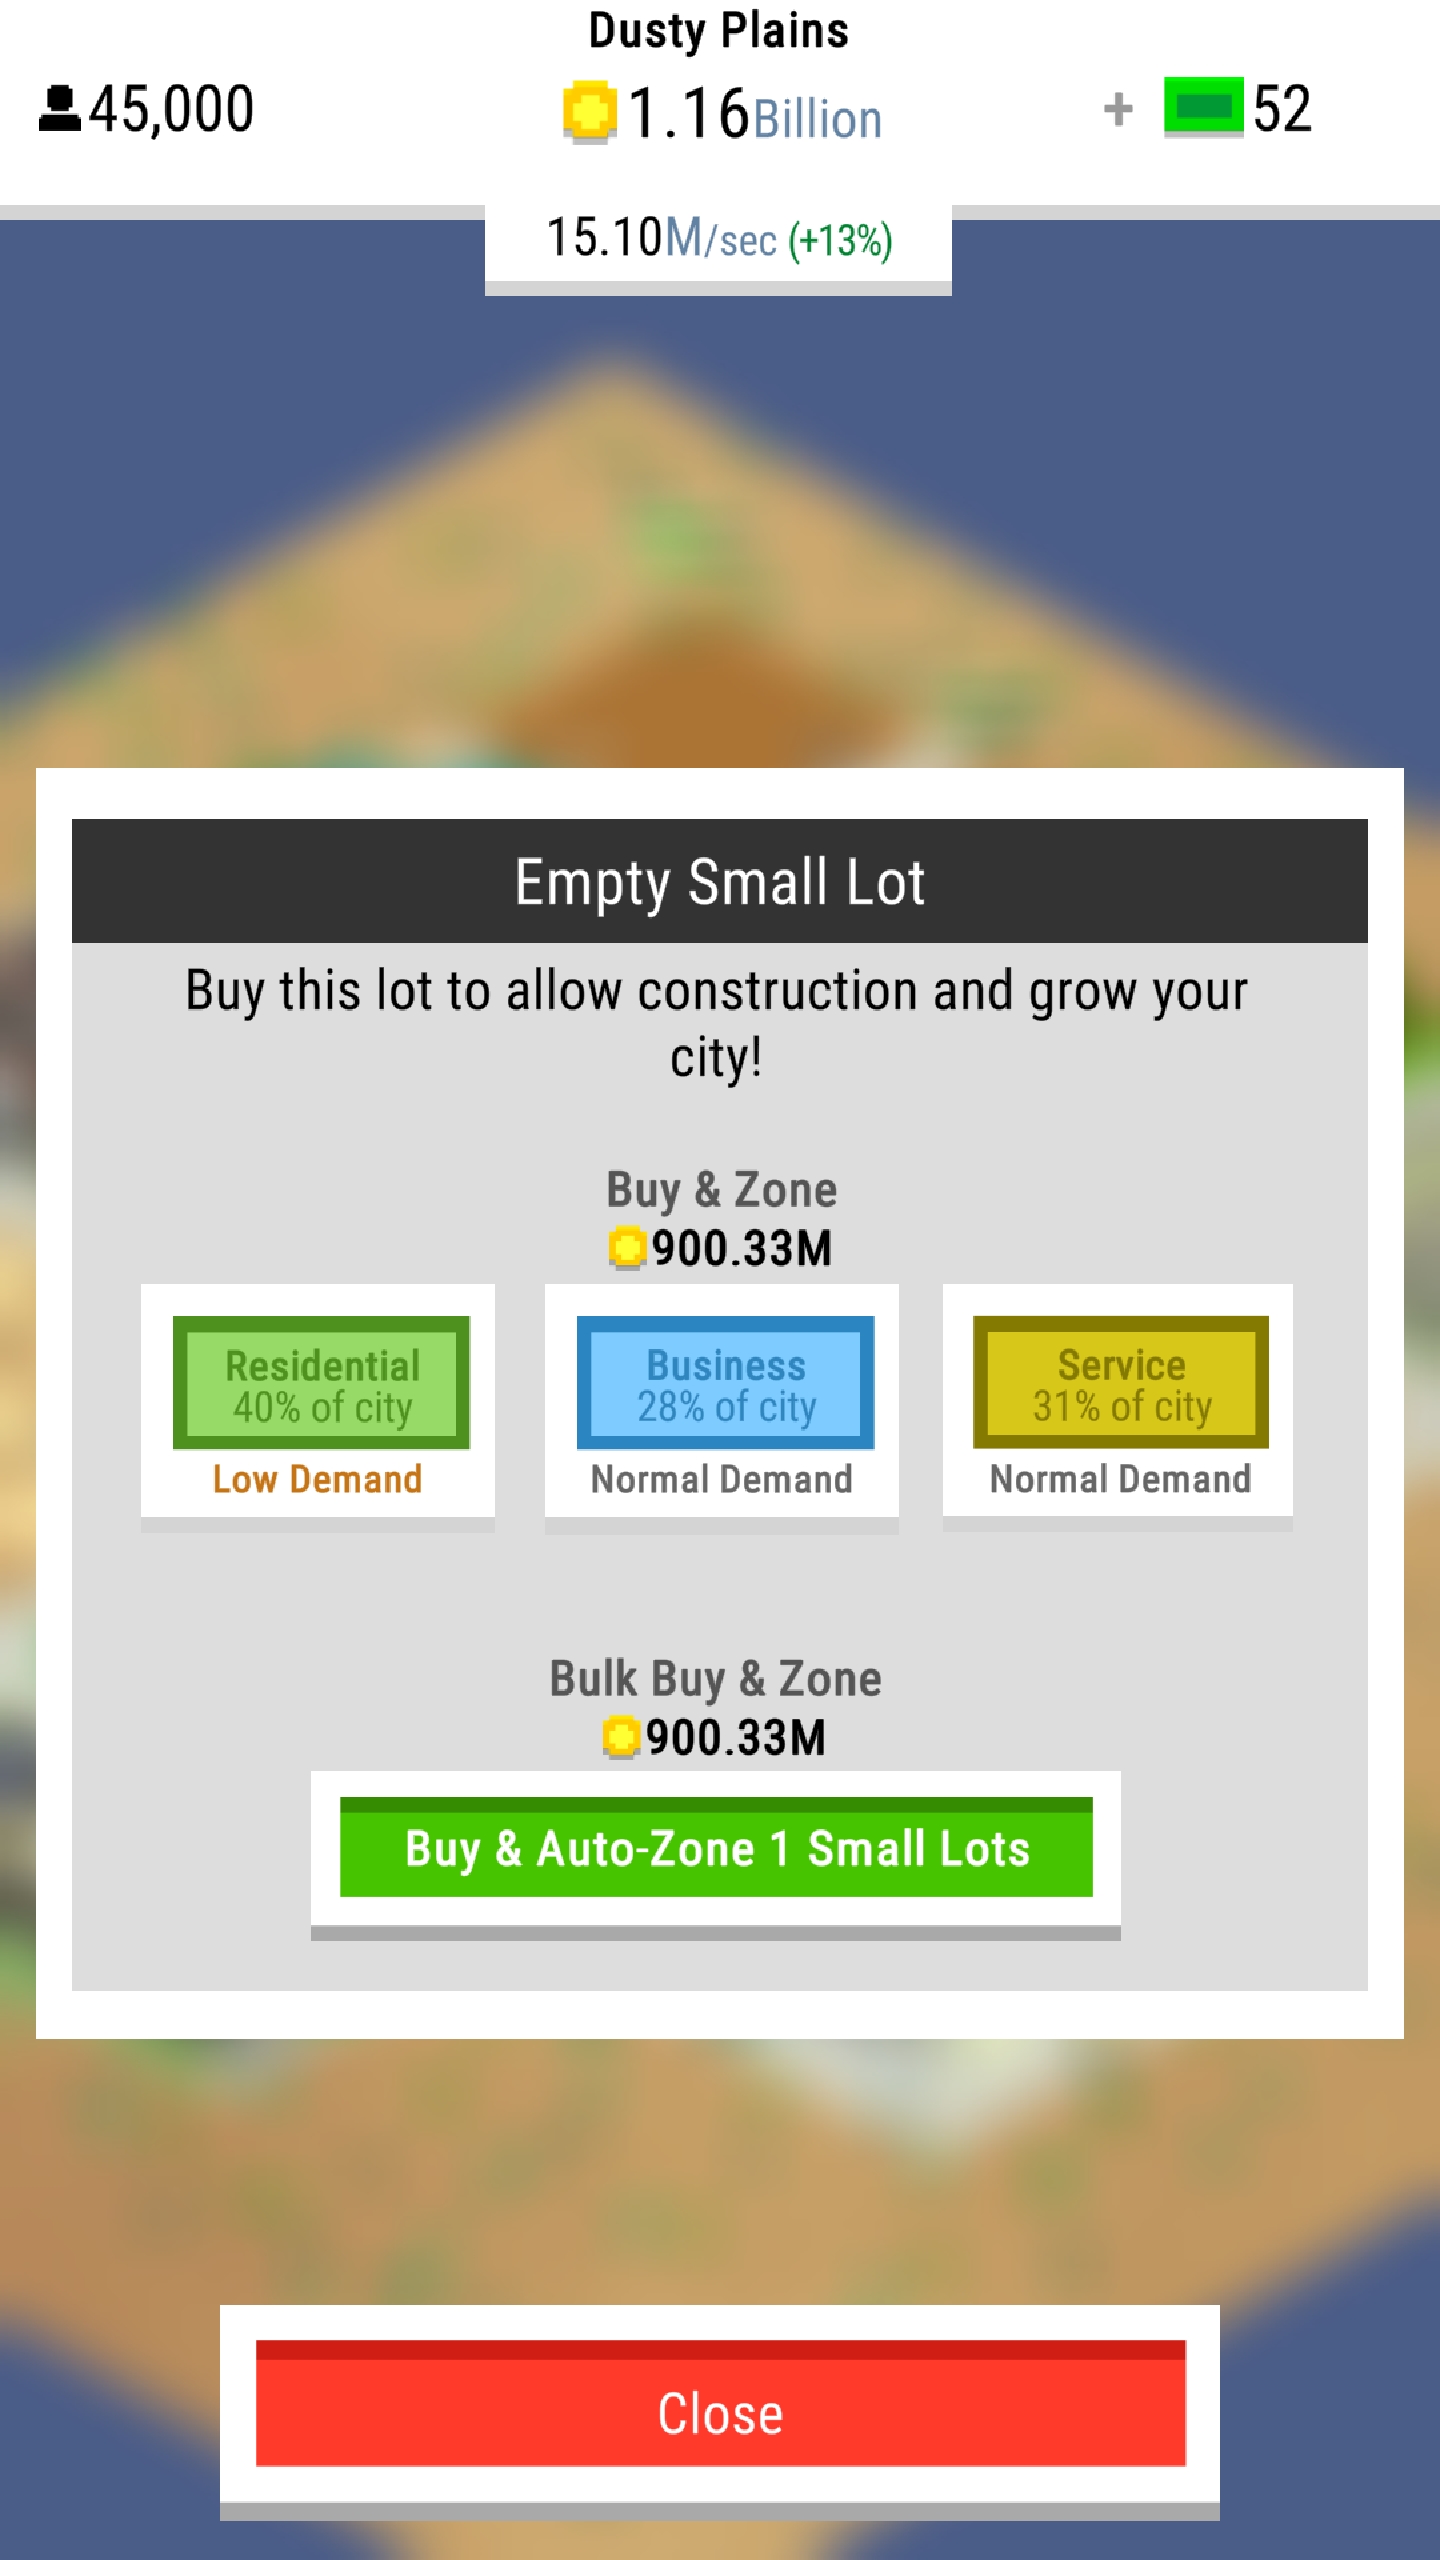 Dusty Plains
45,000
1.16Billion
+ 52
15.10M/sec (+13%)
Empty Small Lot
Buy this lot to allow construction and grow your
city!
Buy & Zone
900.33M
Residential
40% of city
Low Demand
Business
28% of city
Normal Demand
Service
31% of city
Normal Demand
Bulk Buy & Zone
900.33M
Buy & Auto-Zone 1 Small Lots
Close